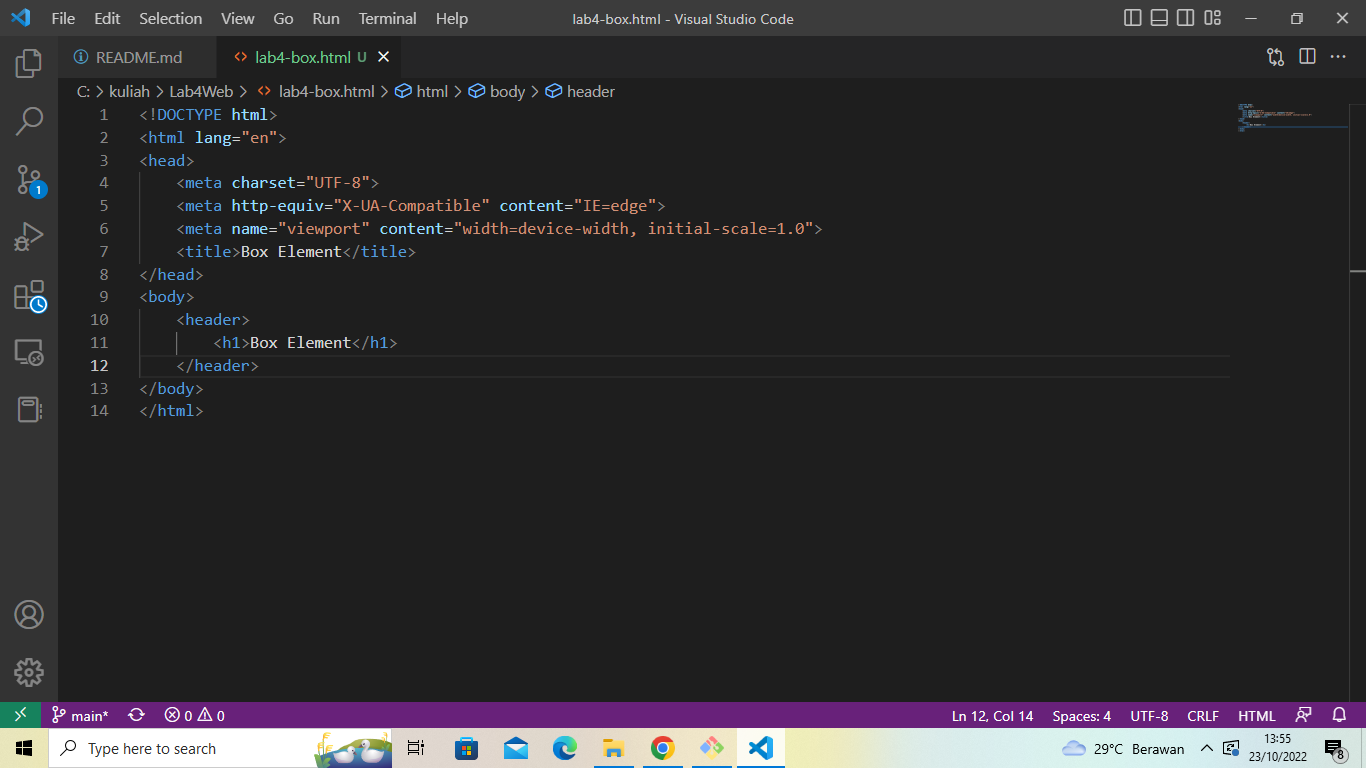 File Edit Selection View Go Run Terminal Help lab4-box.html - Visual Studio Code
README.md lab4-box.html U
C: > kuliah > Lab4Web > lab4-box.html > html > body > header
1 <!DOCTYPE html>
2 <html lang="en">
3 <head>
4 <meta charset="UTF-8">
5 <meta http-equiv="X-UA-Compatible" content="IE=edge">
6 <meta name="viewport" content="width=device-width, initial-scale=1.0">
7 <title>Box Element</title>
8 </head>
9 <body>
10 <header>
11 <h1>Box Element</h1>
12 </header>
13 </body>
14 </html>
1
main* 0 0 Ln 12, Col 14 Spaces: 4 UTF-8 CRLF HTML
Type here to search 29°C Berawan 13:55
23/10/2022 8